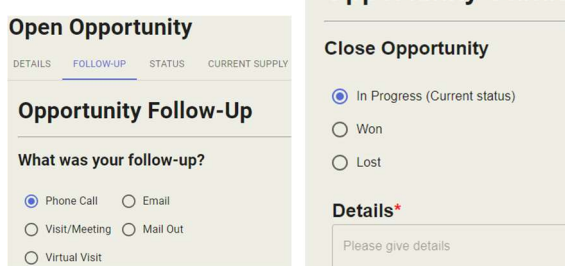 Open Opportunity
DETAILS FOLLOW-UP STATUS CURRENT SUPPLY
Opportunity Follow-Up
What was your follow-up?
Phone Call Email
Visit/Meeting Mail Out
Virtual Visit
Close Opportunity
In Progress (Current status)
Won
Lost
Details*
Please give details